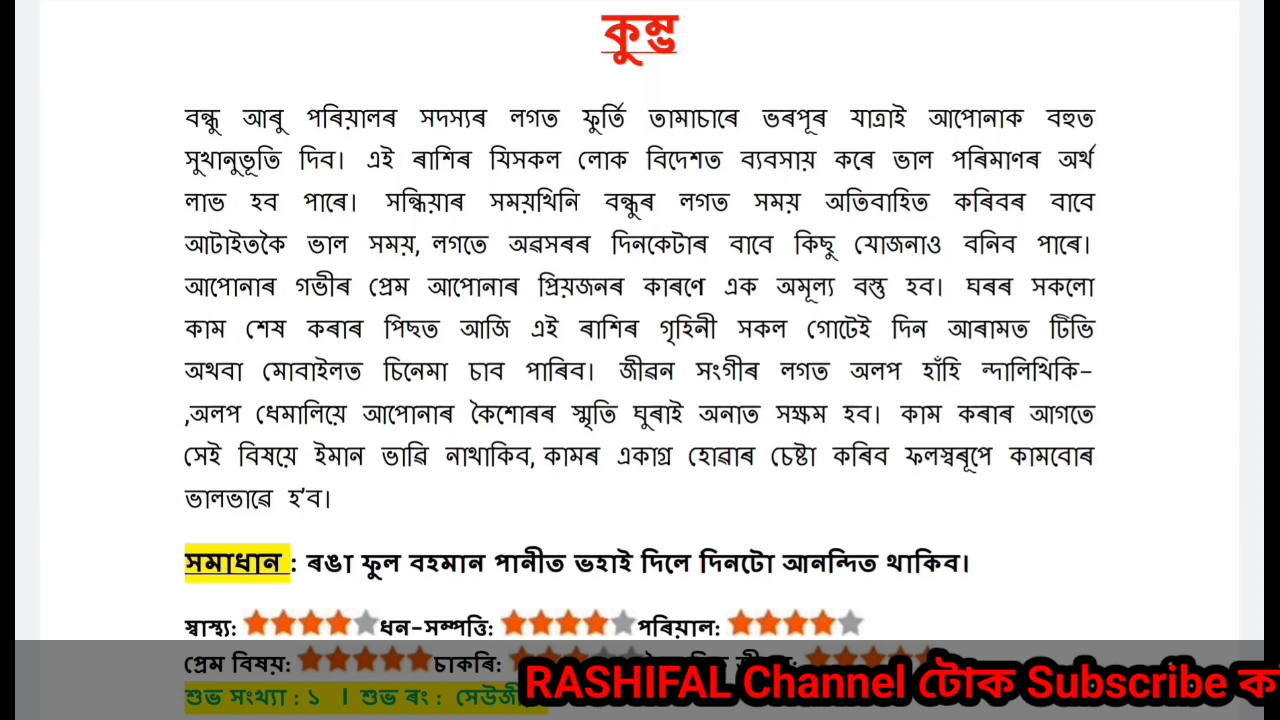 কুম্ভ
বন্ধু আৰু পৰিয়ালৰ সদস্যৰ লগত ফুৰ্তি তামাচাৰে ভৰপূৰ যাত্ৰাই আপোনাক বহুত
সুখানুভূতি দিব। এই ৰাশিৰ যিসকল লোক বিদেশত ব্যবসায় কৰে ভাল পৰিমাণৰ অৰ্থ
লাভ হব পাৰে। সন্ধিয়াৰ সময়খিনি বন্ধুৰ লগত সময় অতিবাহিত কৰিবৰ বাবে
আটাইতকৈ ভাল সময়, লগতে অৱসৰৰ দিনকেটাৰ বাবে কিছু যোজনাও বনিব পাৰে।
আপোনাৰ গভীৰ প্ৰেম আপোনাৰ প্ৰিয়জনৰ কাৰণে এক অমূল্য বস্তু হব। ঘৰৰ সকলো
কাম শেষ কৰাৰ পিছত আজি এই ৰাশিৰ গৃহিনী সকল গোটেই দিন আৰামত টিভি
অথবা মোবাইলত চিনেমা চাব পাৰিব। জীৱন সংগীৰ লগত অলপ হাঁহি ন্দালিথিকি–
,অলপ ধেমালিয়ে আপোনাৰ কৈশোৰৰ স্মৃতি ঘুৰাই অনাত সক্ষম হব। কাম কৰাৰ আগতে
সেই বিষয়ে ইমান ভাৱি নাথাকিব, কামৰ একাগ্ৰ হোৱাৰ চেষ্টা কৰিব ফলস্বৰূপে কামবোৰ
ভালভাৱে হ’ব।
সমাধান : ৰঙা ফুল বহমান পানীত ভহাই দিলে দিনটো আনন্দিত থাকিব।
স্বাস্থ্য: ধন–সম্পত্তি: পৰিয়াল:
প্ৰেম বিষয়: চাকৰি:
শুভ সংখ্যা : ১ । শুভ ৰং : সেউজী
RASHIFAL Channel টোক Subscribe